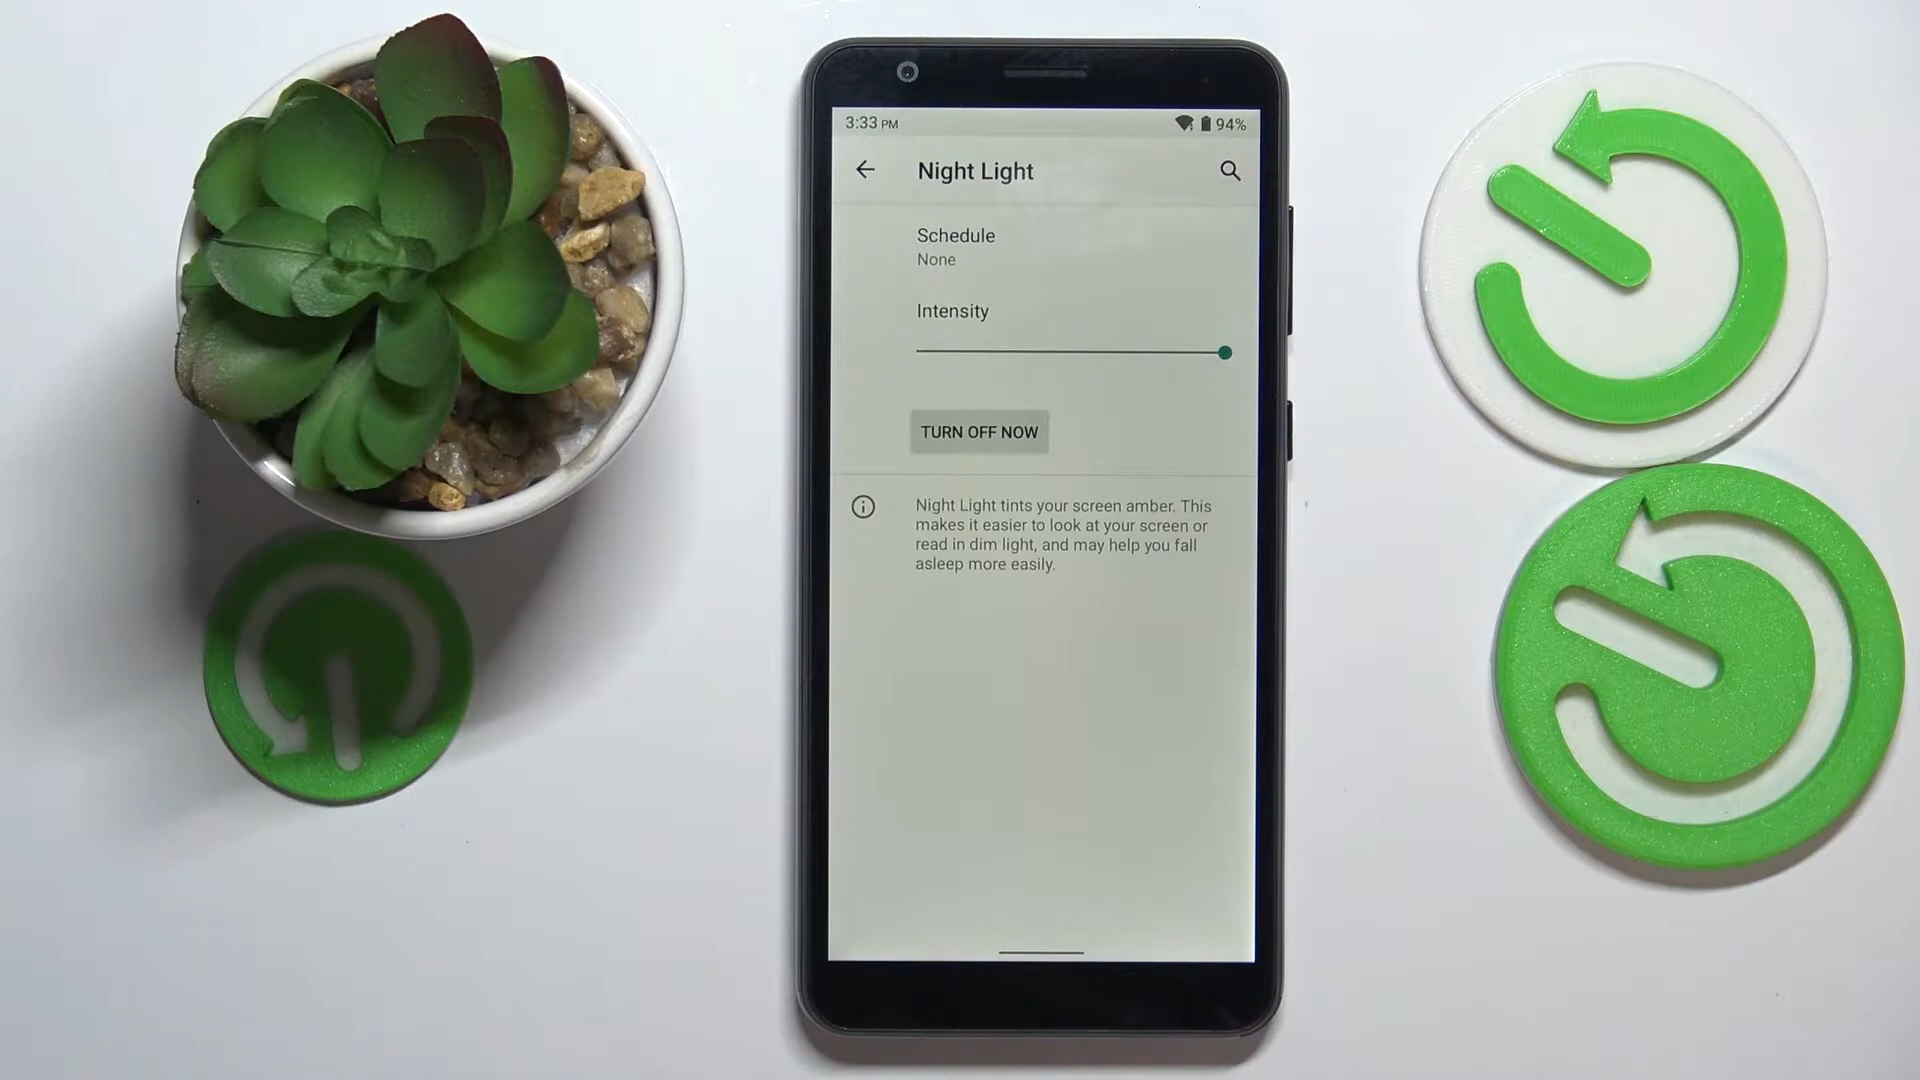 3:33 PM 94%
Night Light
Schedule
None
Intensity
TURN OFF NOW
Night Light tints your screen amber. This
makes it easier to look at your screen or
read in dim light, and may help you fall
asleep more easily.